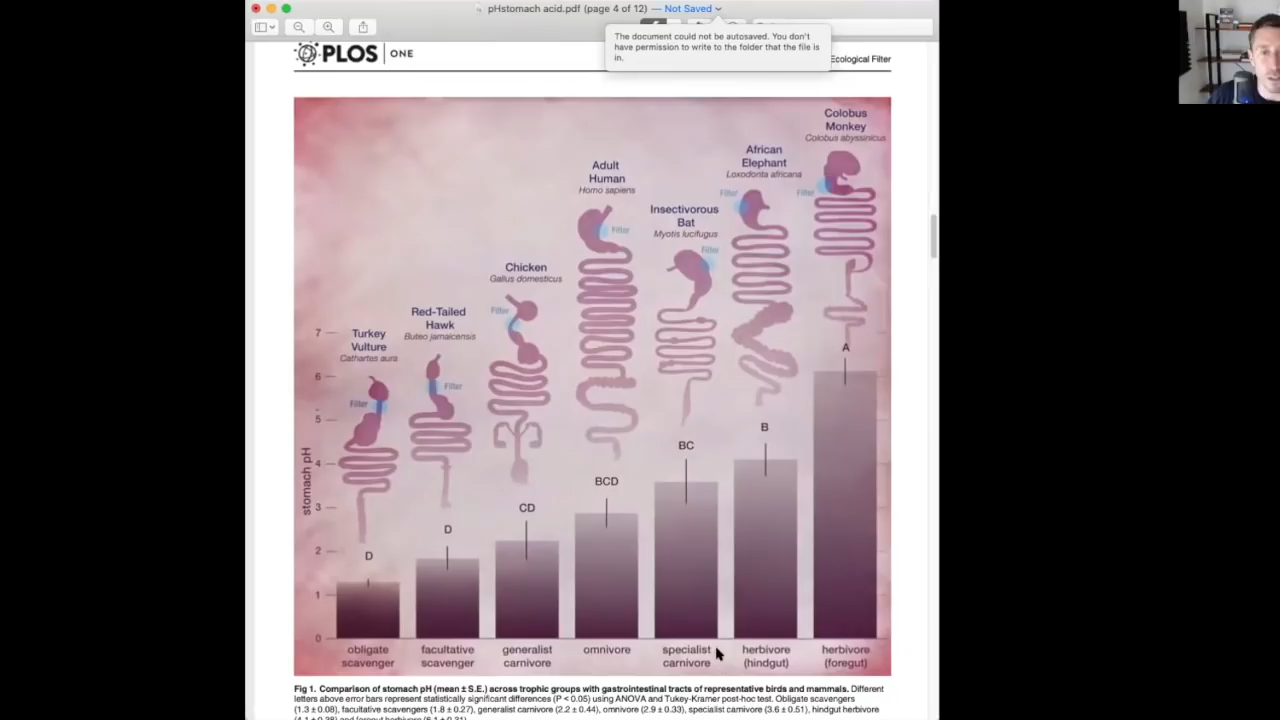 pHstomach acid.pdf (page 4 of 12) — Not Saved
The document could not be autosaved. You don't
have permission to write to the folder that the file is
in.
PLOS | ONE
Ecological Filter
Colobus
Monkey
Colobus abyssinicus
African
Elephant
Loxodonta africana
Adult
Human
Homo sapiens
Filter
Filter
Insectivorous
Bat
Myotis lucifugus
Filter
Filter
Chicken
Gallus domesticus
Filter
Red-Tailed
Hawk
Buteo jamaicensis
Filter
Turkey
Vulture
Cathartes aura
Filter
stomach pH
7
6
5
4
3
2
1
0
D
D
CD
BCD
BC
B
A
obligate
scavenger
facultative
scavenger
generalist
carnivore
omnivore
specialist
carnivore
herbivore
(hindgut)
herbivore
(foregut)
Fig 1. Comparison of stomach pH (mean ± S.E.) across trophic groups with gastrointestinal tracts of representative birds and mammals. Different
letters above error bars represent statistically significant differences (P < 0.05) using ANOVA and Tukey-Kramer post-hoc test. Obligate scavengers
(1.3 ± 0.08), facultative scavengers (1.8 ± 0.27), generalist carnivore (2.2 ± 0.44), omnivore (2.9 ± 0.33), specialist carnivore (3.6 ± 0.51), hindgut herbivore